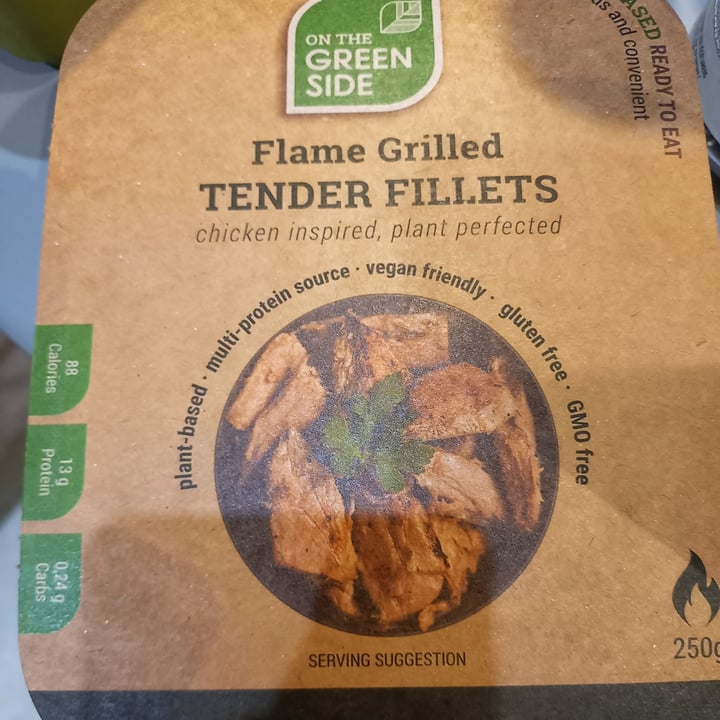 ON THE
GREEN
SIDE
READY TO EAT
and convenient
Flame Grilled
TENDER FILLETS
chicken inspired, plant perfected
plant-based · multi-protein source · vegan friendly · gluten free · GMO free
88
Calories
13 g
Protein
0,24 g
Carbs
250g
SERVING SUGGESTION